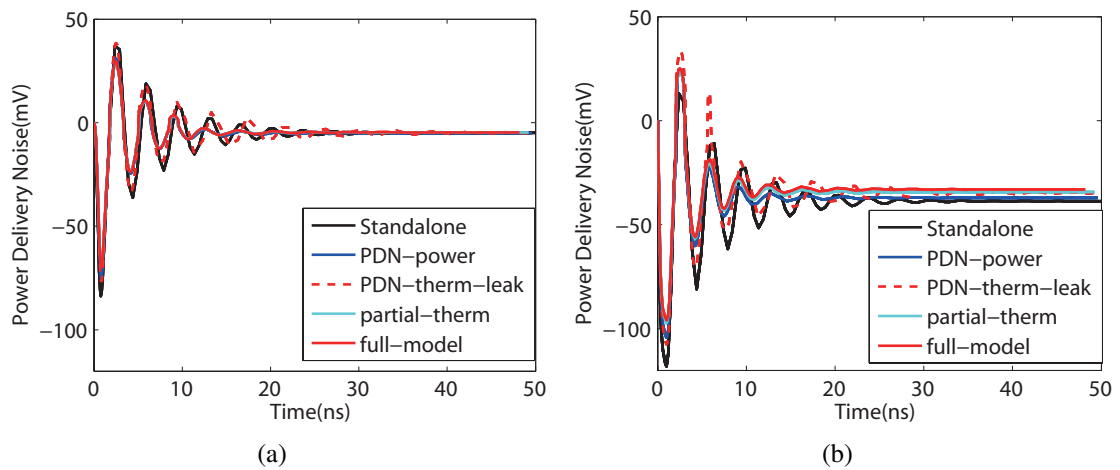 50
0
−50
−100
Power Delivery Noise(mV)
Standalone
PDN−power
PDN−therm−leak
partial−therm
full−model
0 10 20 30 40 50
Time(ns)
(a)
50
0
−50
−100
Power Delivery Noise(mV)
Standalone
PDN−power
PDN−therm−leak
partial−therm
full−model
0 10 20 30 40 50
Time(ns)
(b)